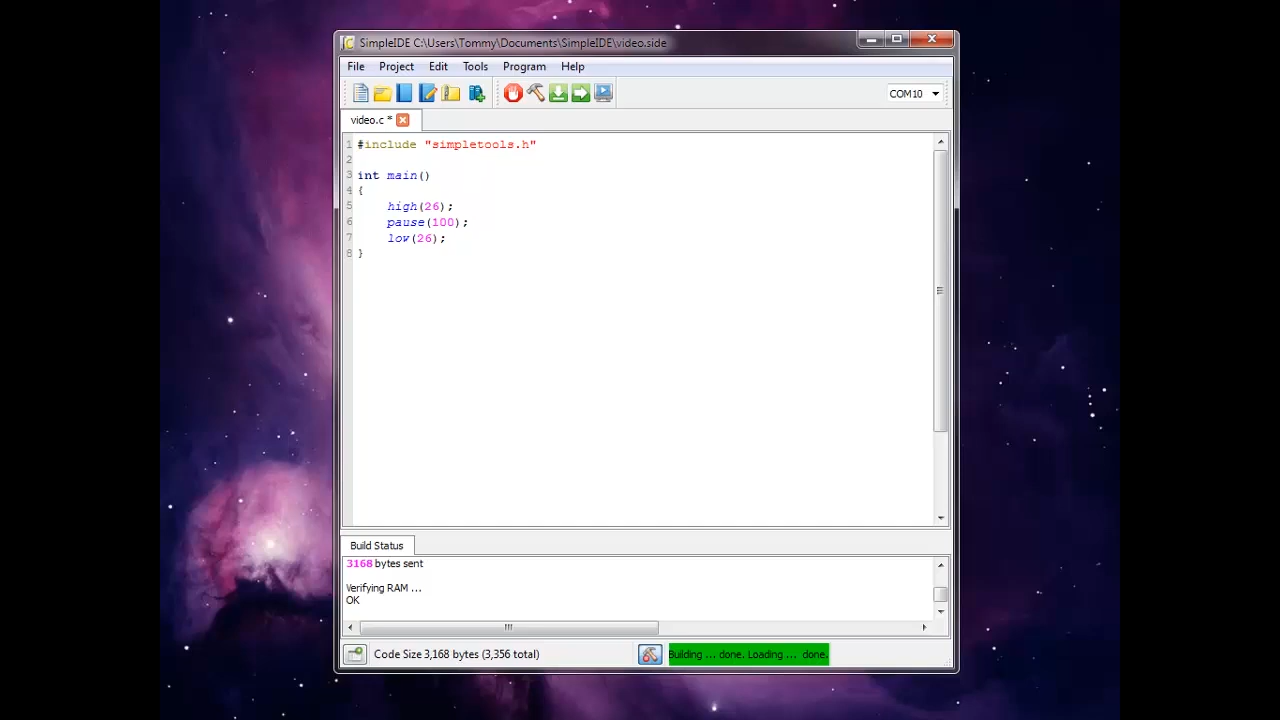 SimpleIDE C:\Users\Tommy\Documents\SimpleIDE\video.side
File Project Edit Tools Program Help
COM10
video.c *
1 #include "simpletools.h"
2
3 int main()
4 {
5 high(26);
6 pause(100);
7 low(26);
8 }
Build Status
3168 bytes sent
Verifying RAM ...
OK
Code Size 3,168 bytes (3,356 total)
Building ... done. Loading ... done.